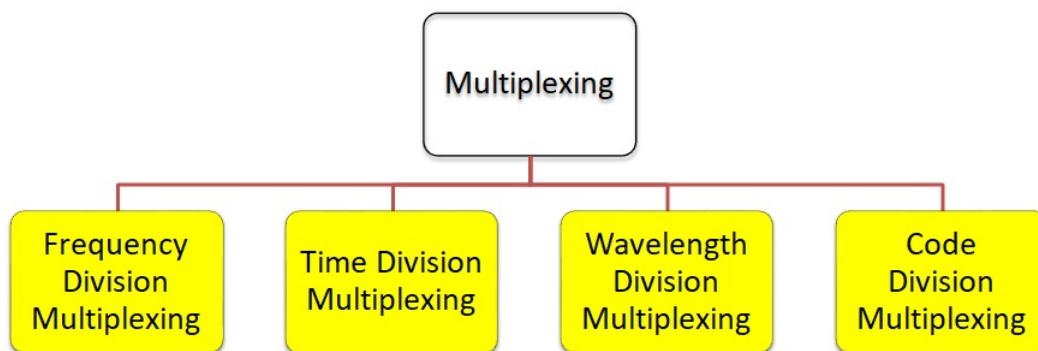 Multiplexing
Frequency
Division
Multiplexing
Time Division
Multiplexing
Wavelength
Division
Multiplexing
Code
Division
Multiplexing